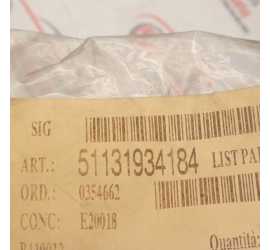 SIG
ART.: 51131934184 LIST PA
ORD.: 0354662
CONC: E20018
Quantità: